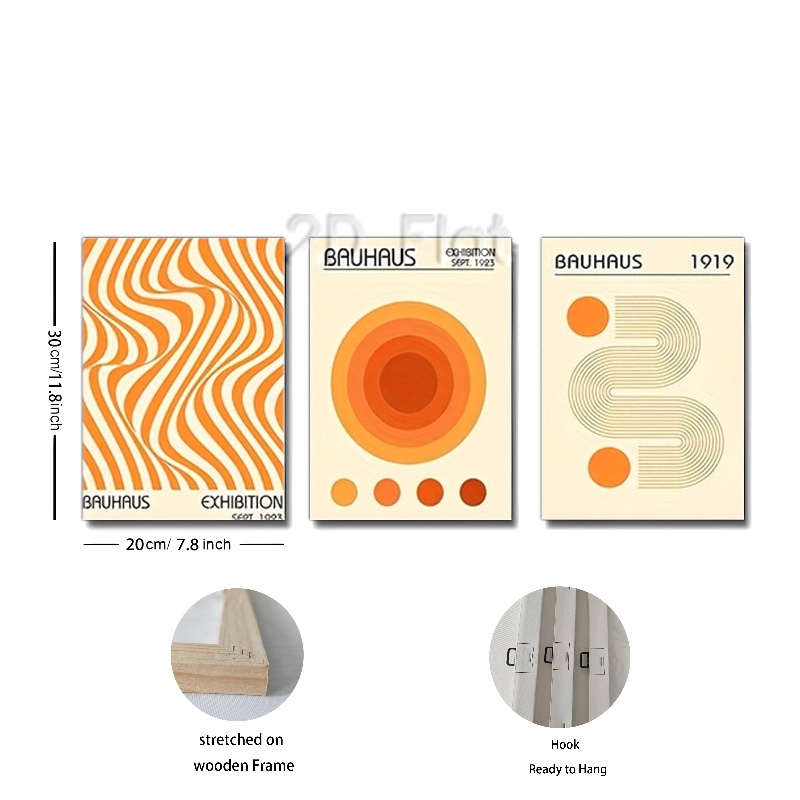 2D Flat
BAUHAUS
EXHIBITION
SEPT. 1923
BAUHAUS 1919
30cm/11.8inch
BAUHAUS EXHIBITION
SEPT. 1923
20cm/ 7.8 inch
stretched on
wooden Frame
Hook
Ready to Hang